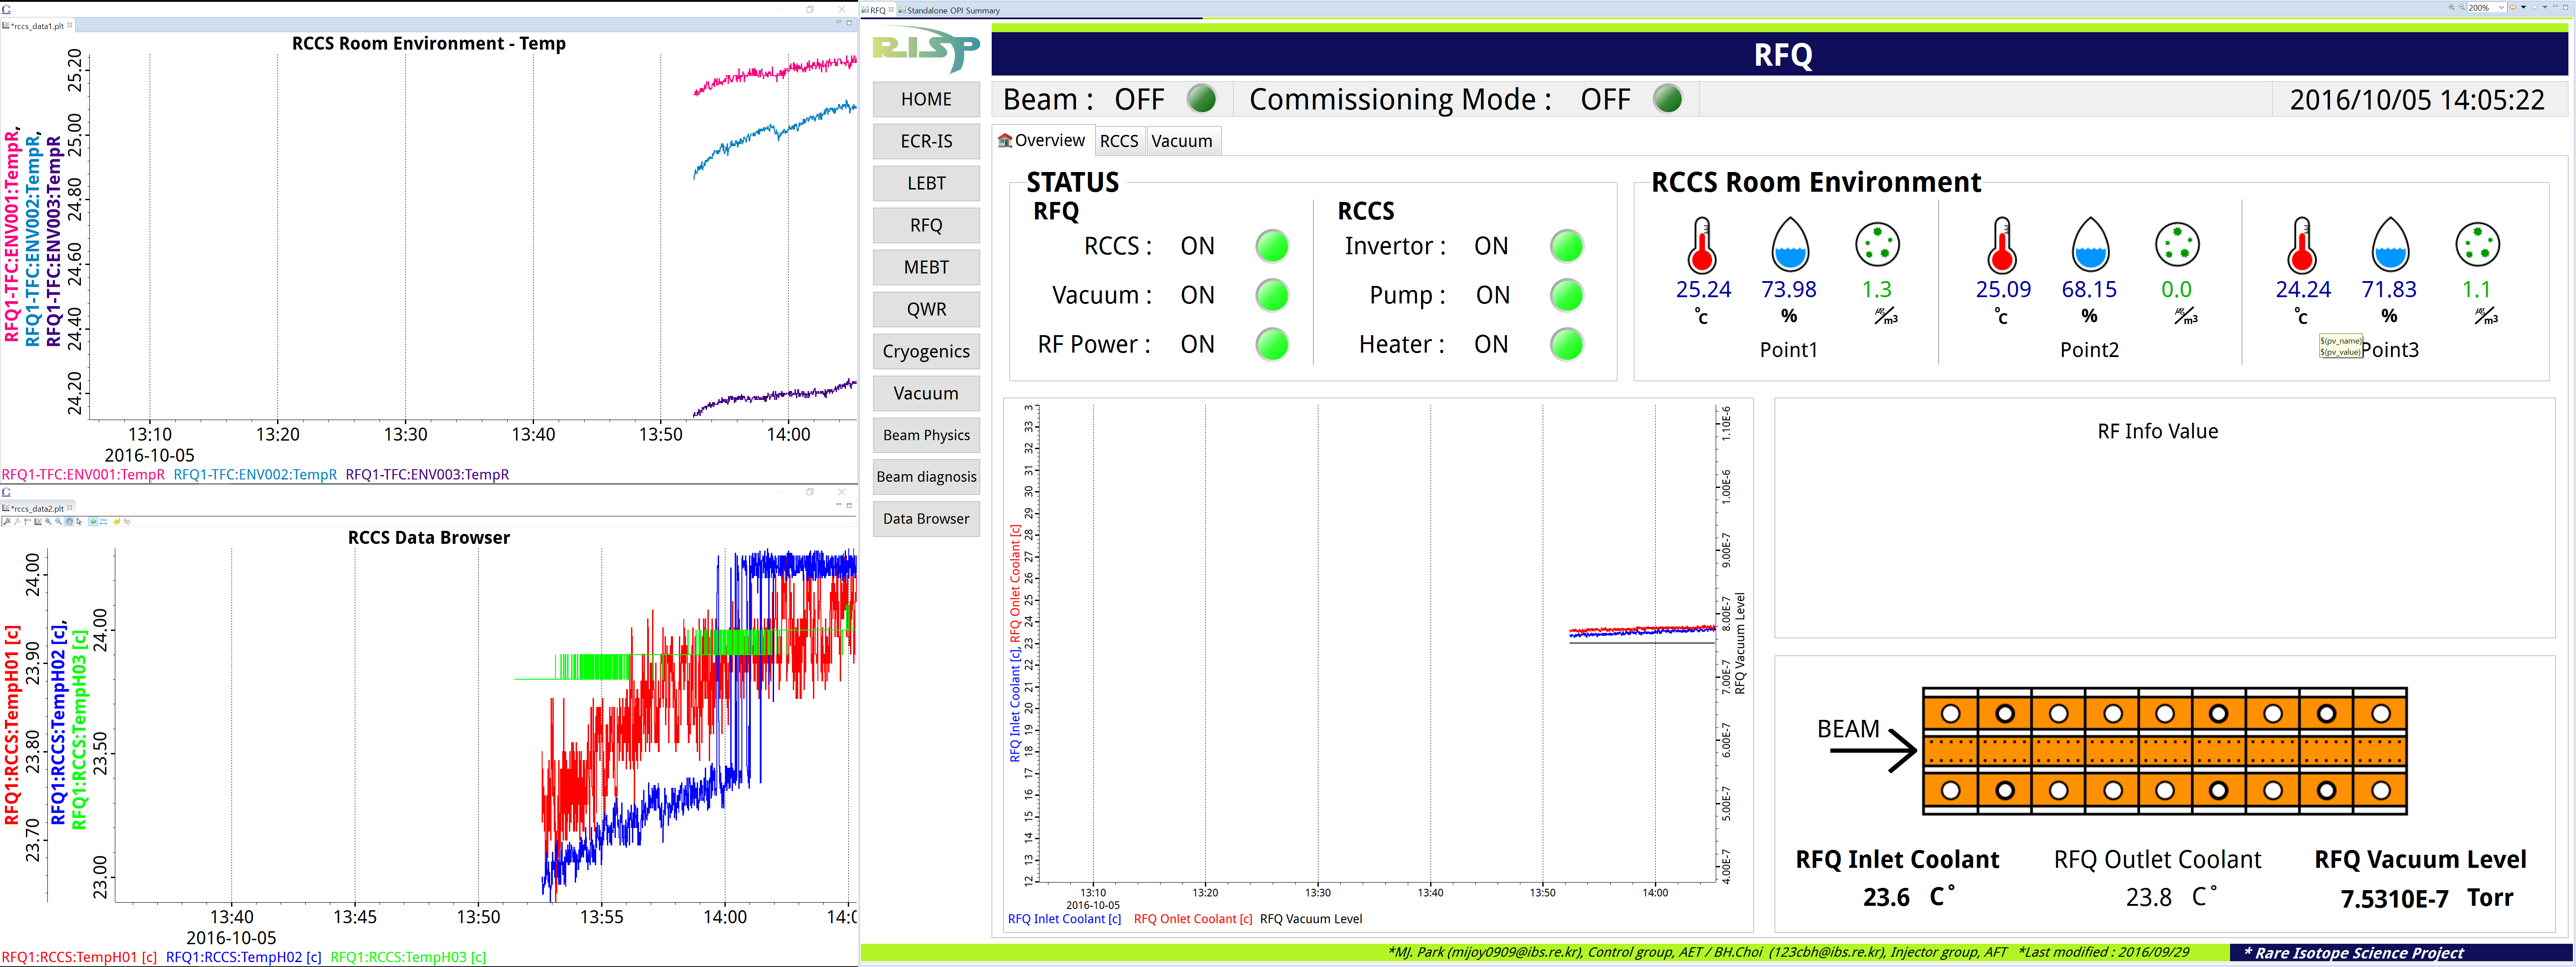 *rccs_data1.plt
RCCS Room Environment - Temp
RFQ1-TFC:ENV001:TempR,
RFQ1-TFC:ENV002:TempR,
RFQ1-TFC:ENV003:TempR
25.20
25.00
24.80
24.60
24.40
24.20
13:10 13:20 13:30 13:40 13:50 14:00
2016-10-05
RFQ1-TFC:ENV001:TempR RFQ1-TFC:ENV002:TempR RFQ1-TFC:ENV003:TempR
*rccs_data2.plt
RCCS Data Browser
RFQ1:RCCS:TempH01 [c]
24.00
23.90
23.80
23.70
RFQ1:RCCS:TempH02 [c],
RFQ1:RCCS:TempH03 [c]
24.00
23.50
23.00
13:40 13:45 13:50 13:55 14:00 14:0
2016-10-05
RFQ1:RCCS:TempH01 [c] RFQ1:RCCS:TempH02 [c] RFQ1:RCCS:TempH03 [c]
RFQ Standalone OPI Summary
200%
RISP
RFQ
HOME
ECR-IS
LEBT
RFQ
MEBT
QWR
Cryogenics
Vacuum
Beam Physics
Beam diagnosis
Data Browser
Beam : OFF Commissioning Mode : OFF 2016/10/05 14:05:22
Overview RCCS Vacuum
STATUS
RFQ
RCCS : ON
Vacuum : ON
RF Power : ON
RCCS
Invertor : ON
Pump : ON
Heater : ON
RCCS Room Environment
25.24 73.98 1.3
°C % ㎍/m3
Point1
25.09 68.15 0.0
°C % ㎍/m3
Point2
24.24 71.83 1.1
°C % ㎍/m3
$(pv_name)
$(pv_value)
Point3
RFQ Inlet Coolant [c], RFQ Onlet Coolant [c]
3
33
32
31
30
29
28
27
26
25
24
23
22
21
20
19
18
17
16
15
14
13
12
1.10E-6
1.00E-6
9.00E-7
8.00E-7
7.00E-7
6.00E-7
5.00E-7
4.00E-7
RFQ Vacuum Level
13:10 13:20 13:30 13:40 13:50 14:00
2016-10-05
RFQ Inlet Coolant [c] RFQ Onlet Coolant [c] RFQ Vacuum Level
RF Info Value
BEAM
RFQ Inlet Coolant
23.6 C°
RFQ Outlet Coolant
23.8 C°
RFQ Vacuum Level
7.5310E-7 Torr
*MJ. Park (mijoy0909@ibs.re.kr), Control group, AET / BH.Choi (123cbh@ibs.re.kr), Injector group, AFT *Last modified : 2016/09/29
* Rare Isotope Science Project